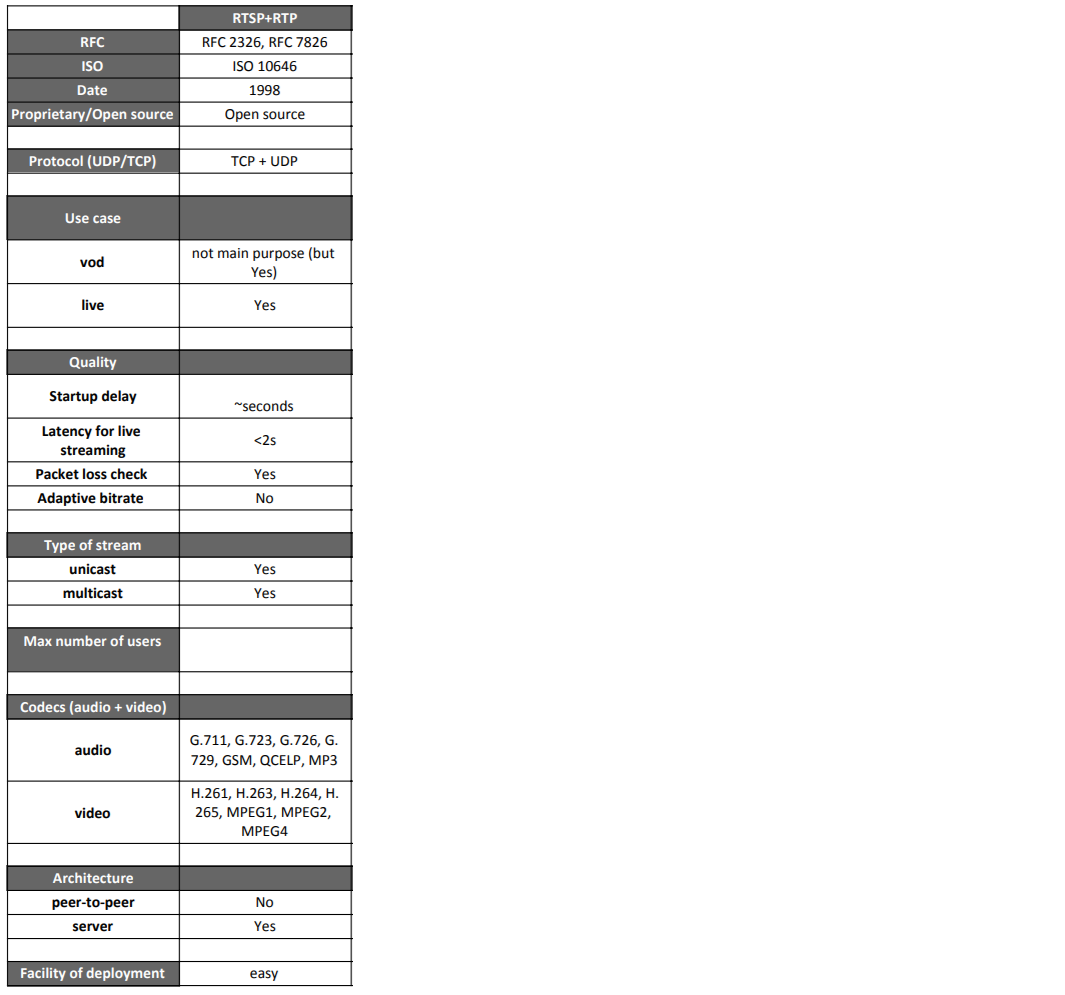 RTSP+RTP
RFC RFC 2326, RFC 7826
ISO ISO 10646
Date 1998
Proprietary/Open source Open source
Protocol (UDP/TCP) TCP + UDP
Use case
vod not main purpose (but
Yes)
live Yes
Quality
Startup delay ~seconds
Latency for live
streaming <2s
Packet loss check Yes
Adaptive bitrate No
Type of stream
unicast Yes
multicast Yes
Max number of users
Codecs (audio + video)
audio G.711, G.723, G.726, G.
729, GSM, QCELP, MP3
video H.261, H.263, H.264, H.
265, MPEG1, MPEG2,
MPEG4
Architecture
peer-to-peer No
server Yes
Facility of deployment easy